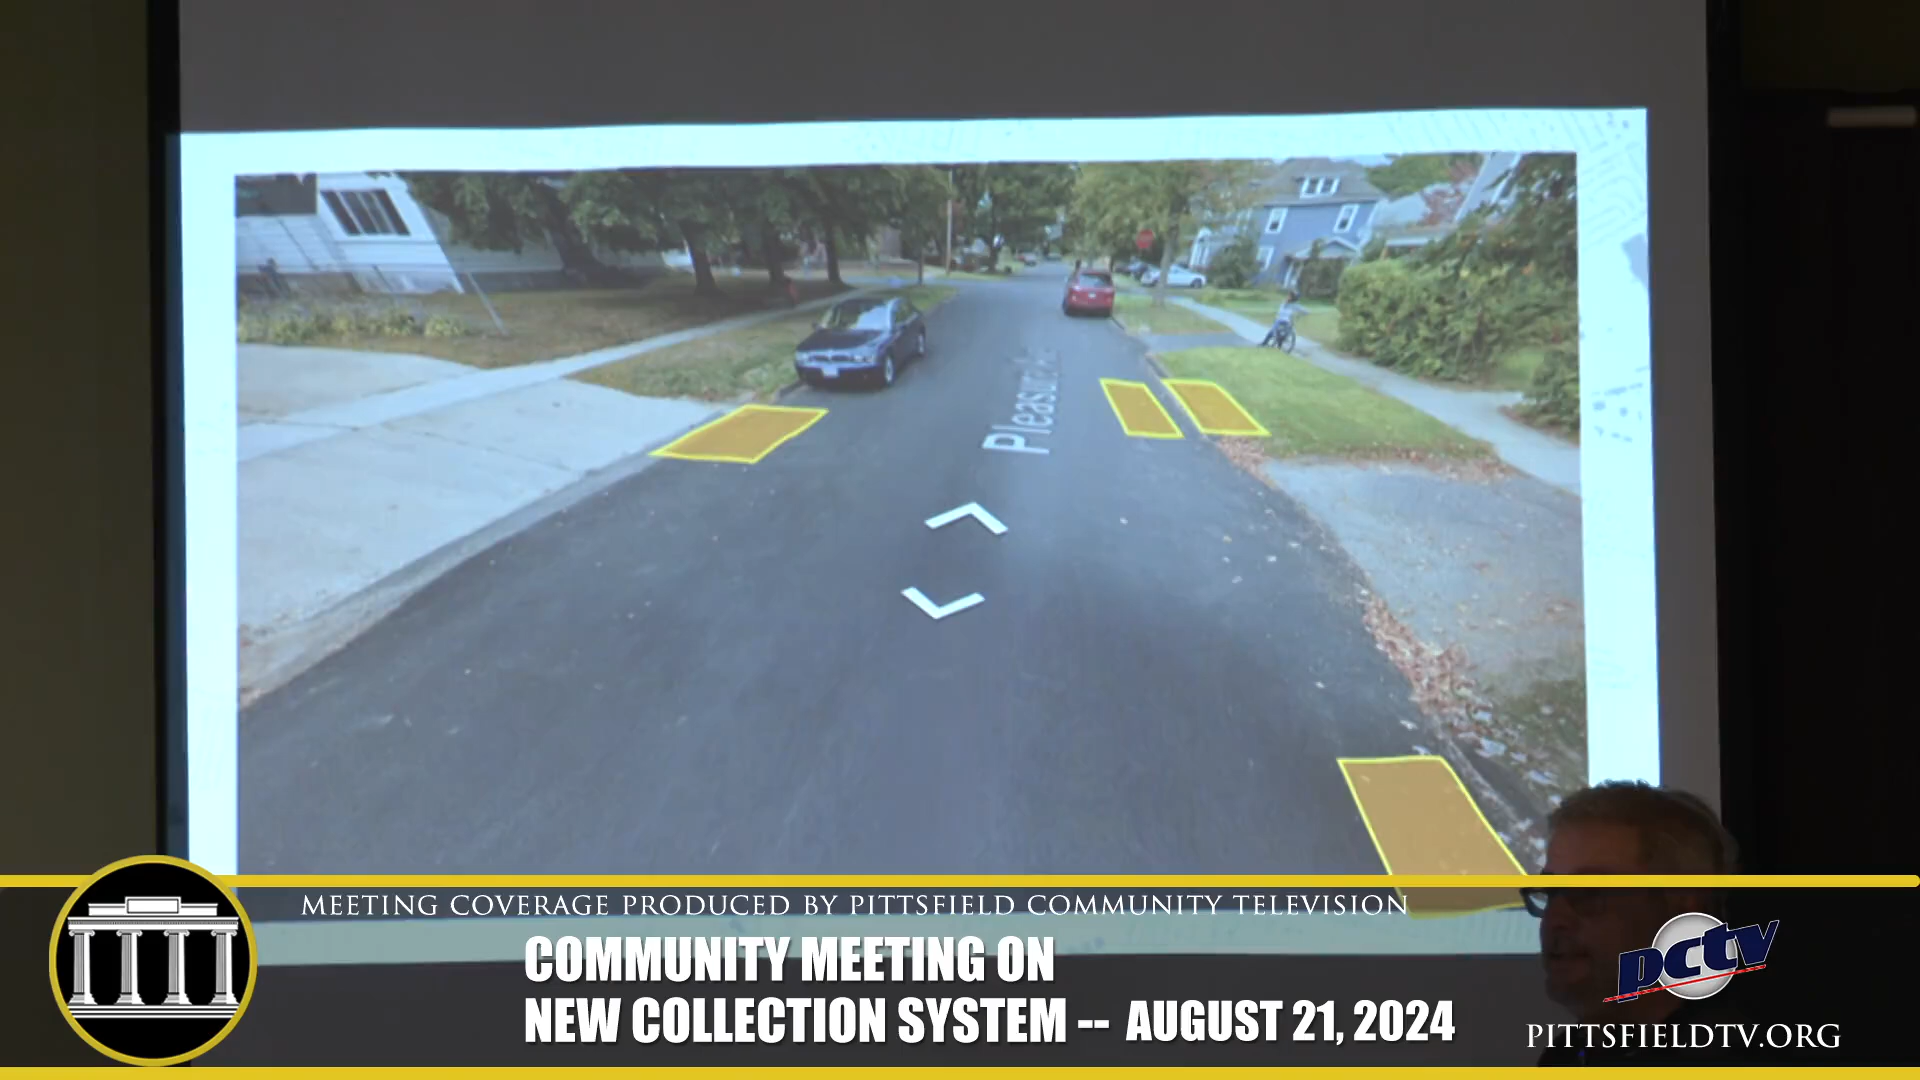 Pleasure
MEETING COVERAGE PRODUCED BY PITTSFIELD COMMUNITY TELEVISION
COMMUNITY MEETING ON
NEW COLLECTION SYSTEM -- AUGUST 21, 2024
pctv
PITTSFIELDTV.ORG